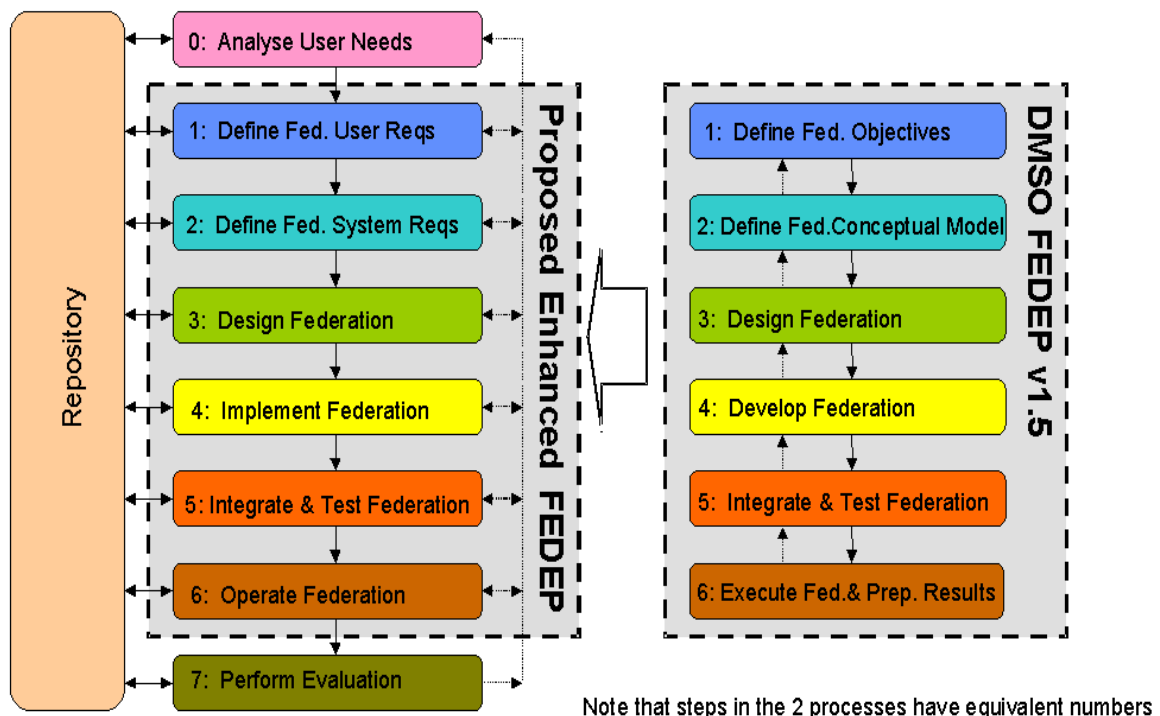 Repository
0: Analyse User Needs
Proposed Enhanced FEDEP
1: Define Fed. User Reqs
2: Define Fed. System Reqs
3: Design Federation
4: Implement Federation
5: Integrate & Test Federation
6: Operate Federation
7: Perform Evaluation
DMSO FEDEP v1.5
1: Define Fed. Objectives
2: Define Fed.Conceptual Model
3: Design Federation
4: Develop Federation
5: Integrate & Test Federation
6: Execute Fed.& Prep. Results
Note that steps in the 2 processes have equivalent numbers